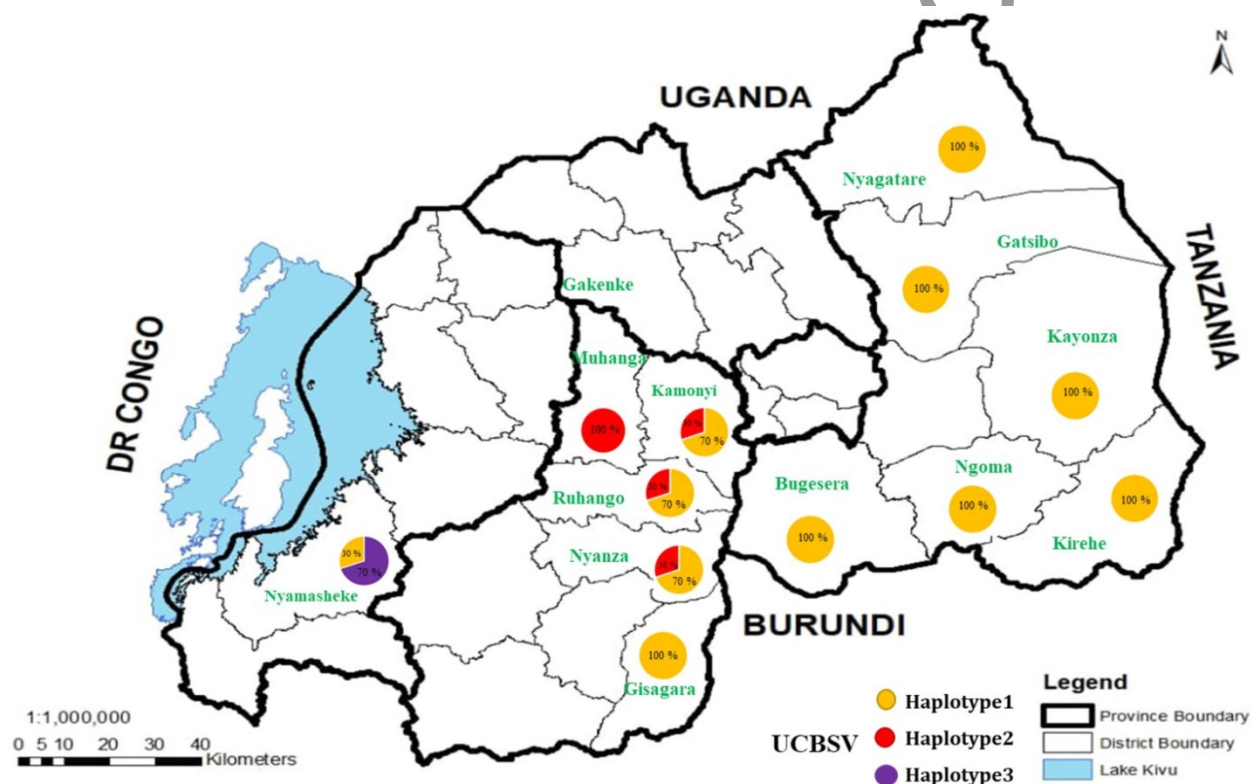 N
UGANDA
100 %
Nyagatare
Gatsibo
TANZANIA
Gakenke
100 %
Kayonza
DR CONGO
Muhanga
Kamonyi
100 %
100 %
30 %
70 %
Ngoma
Bugesera
Ruhango
30 %
70 %
100 %
100 %
100 %
Kirehe
Nyanza
30 %
70 %
30 %
70 %
Nyamasheke
BURUNDI
100 %
Gisagara
Legend
Haplotype1
Province Boundary
1:1,000,000
UCBSV
Haplotype2
District Boundary
0 5 10 20 30 40
Kilometers
Haplotype3
Lake Kivu